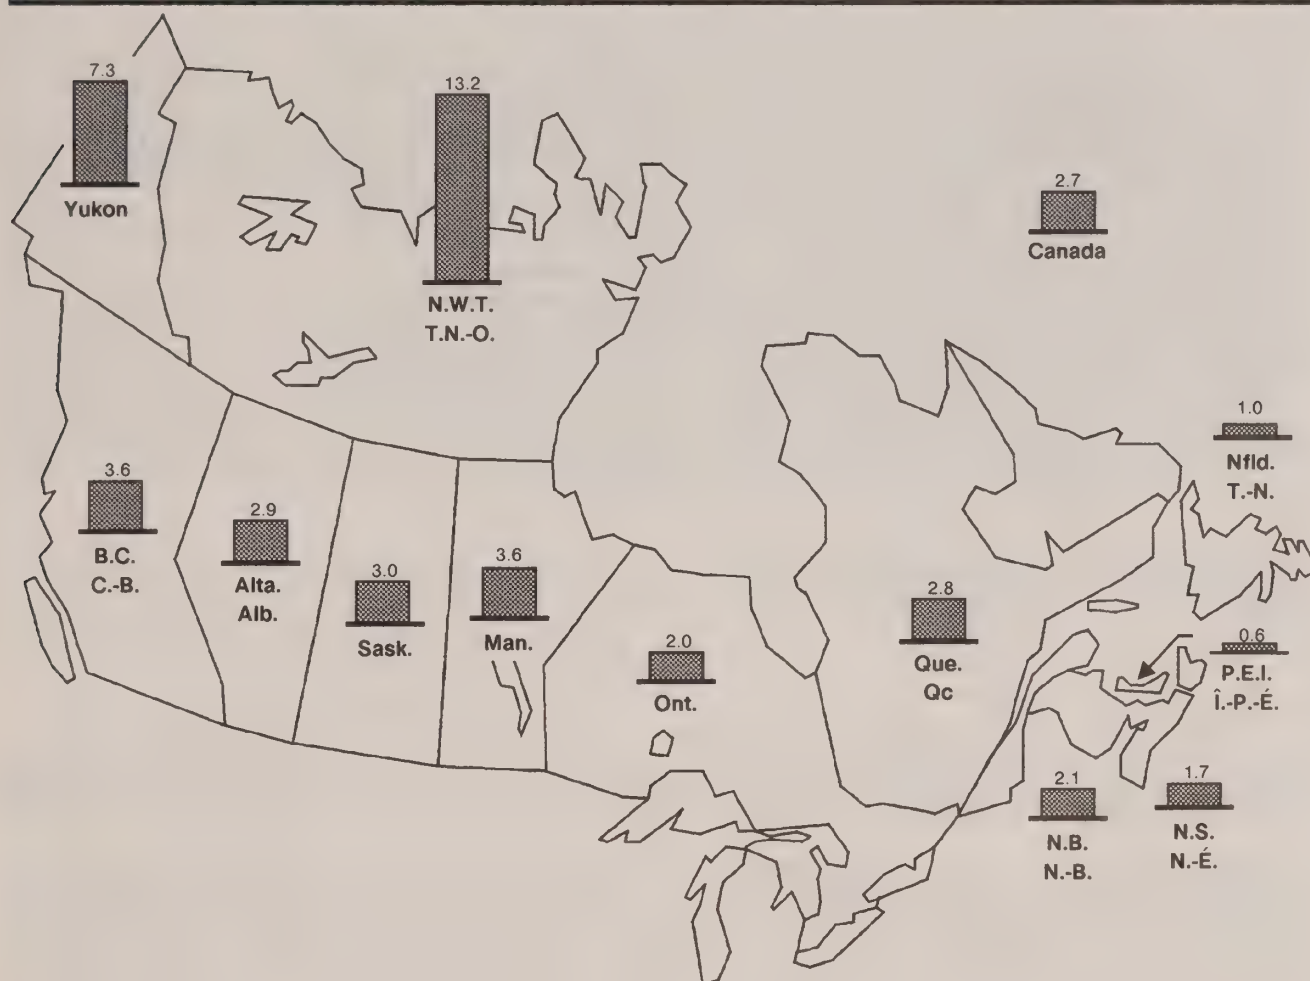 7.3
Yukon
13.2
N.W.T.
T.N.-O.
2.7
Canada
1.0
Nfld.
T.-N.
3.6
B.C.
C.-B.
2.9
Alta.
Alb.
3.0
Sask.
3.6
Man.
2.0
Ont.
2.8
Que.
Qc
0.6
P.E.I.
Î.-P.-É.
2.1
N.B.
N.-B.
1.7
N.S.
N.-É.